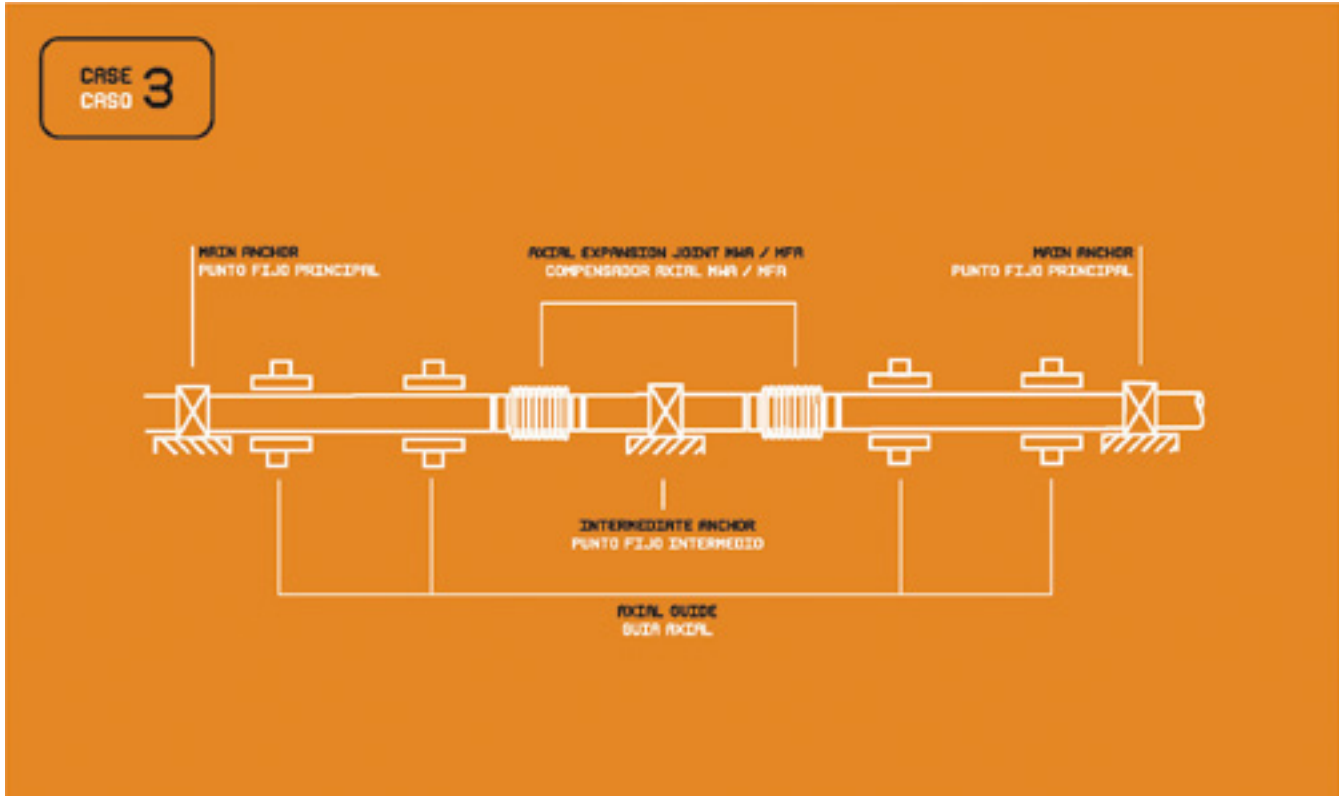 CASE 3
CASO
MAIN ANCHOR
PUNTO FIJO PRINCIPAL
AXIAL EXPANSION JOINT MWA / MFA
COMPENSADOR AXIAL MWA / MFA
MAIN ANCHOR
PUNTO FIJO PRINCIPAL
INTERMEDIATE ANCHOR
PUNTO FIJO INTERMEDIO
AXIAL GUIDE
GUIA AXIAL